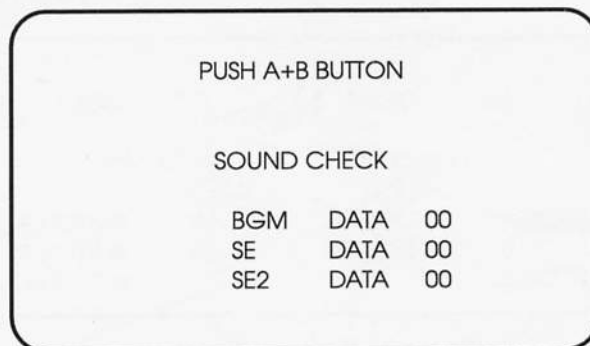 PUSH A+B BUTTON
SOUND CHECK
BGM DATA 00
SE DATA 00
SE2 DATA 00